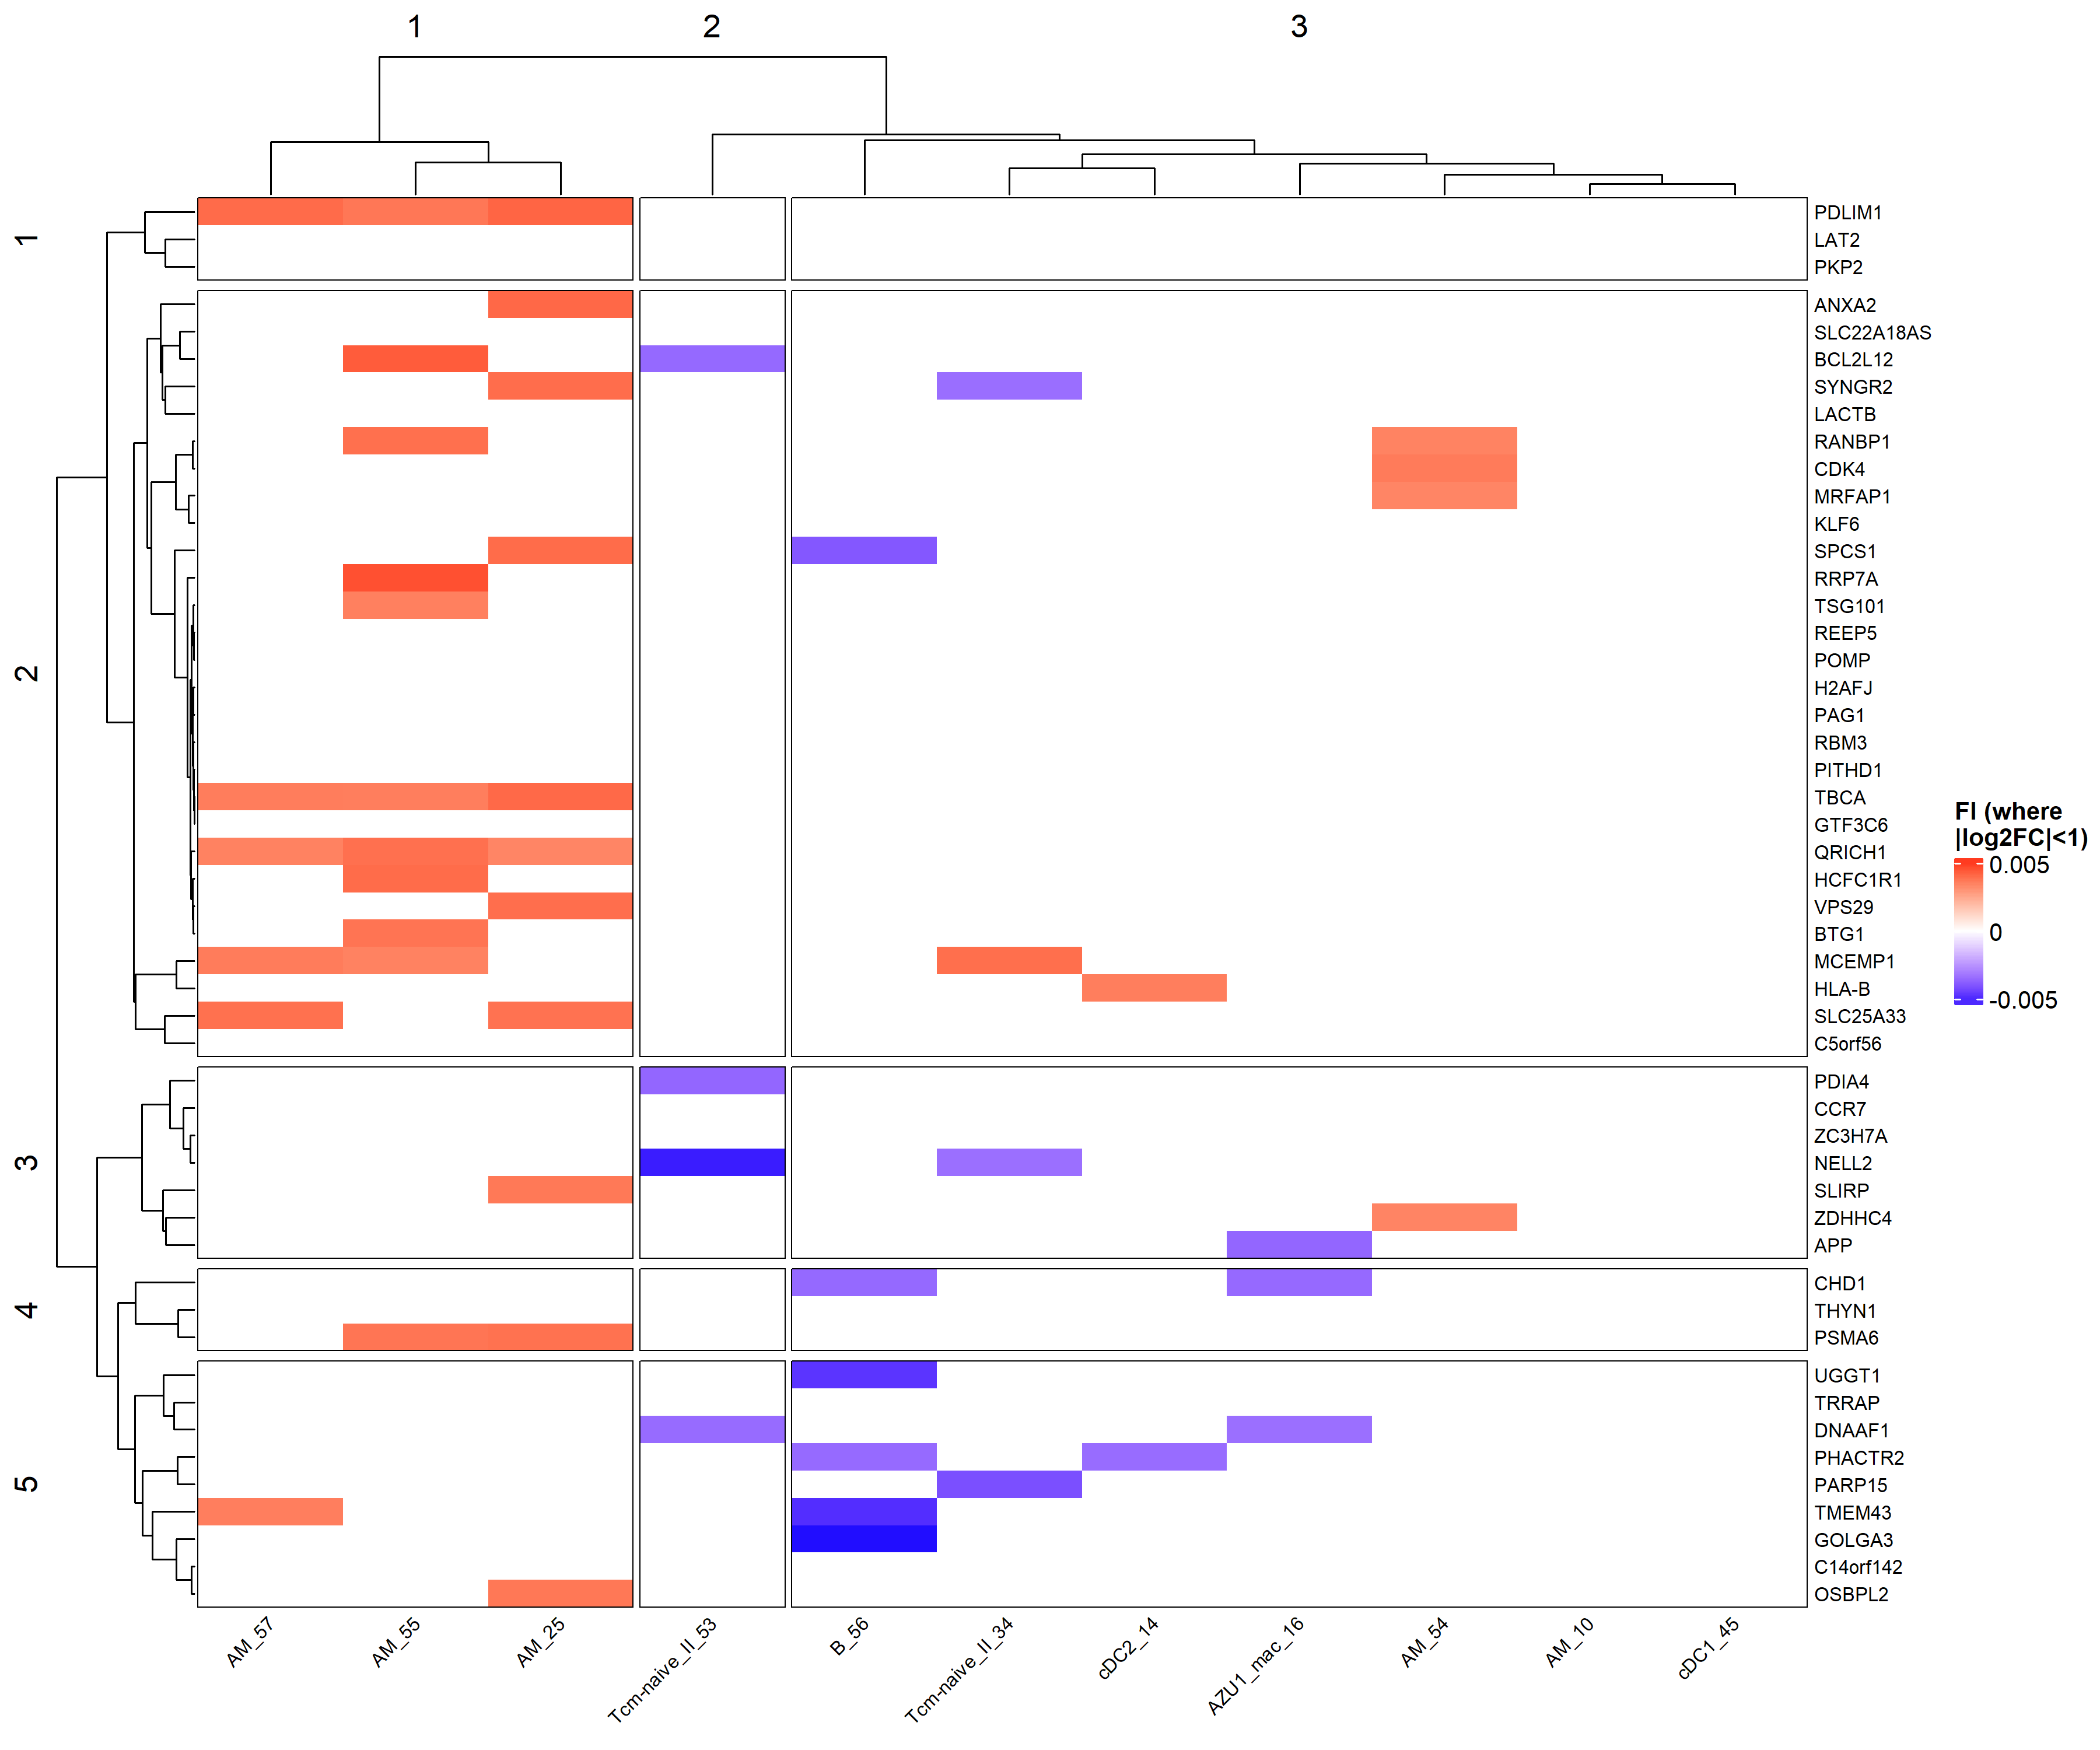 1
2
3
1
2
3
4
5
PDLIM1
LAT2
PKP2
ANXA2
SLC22A18AS
BCL2L12
SYNGR2
LACTB
RANBP1
CDK4
MRFAP1
KLF6
SPCS1
RRP7A
TSG101
REEP5
POMP
H2AFJ
PAG1
RBM3
PITHD1
TBCA
GTF3C6
QRICH1
HCFC1R1
VPS29
BTG1
MCEMP1
HLA-B
SLC25A33
C5orf56
PDIA4
CCR7
ZC3H7A
NELL2
SLIRP
ZDHHC4
APP
CHD1
THYN1
PSMA6
UGGT1
TRRAP
DNAAF1
PHACTR2
PARP15
TMEM43
GOLGA3
C14orf142
OSBPL2
FI (where
|log2FC|<1)
0.005
0
-0.005
AM_57
AM_55
AM_25
Tcm-naive_II_53
B_56
Tcm-naive_II_34
cDC2_14
AZU1_mac_16
AM_54
AM_10
cDC1_45